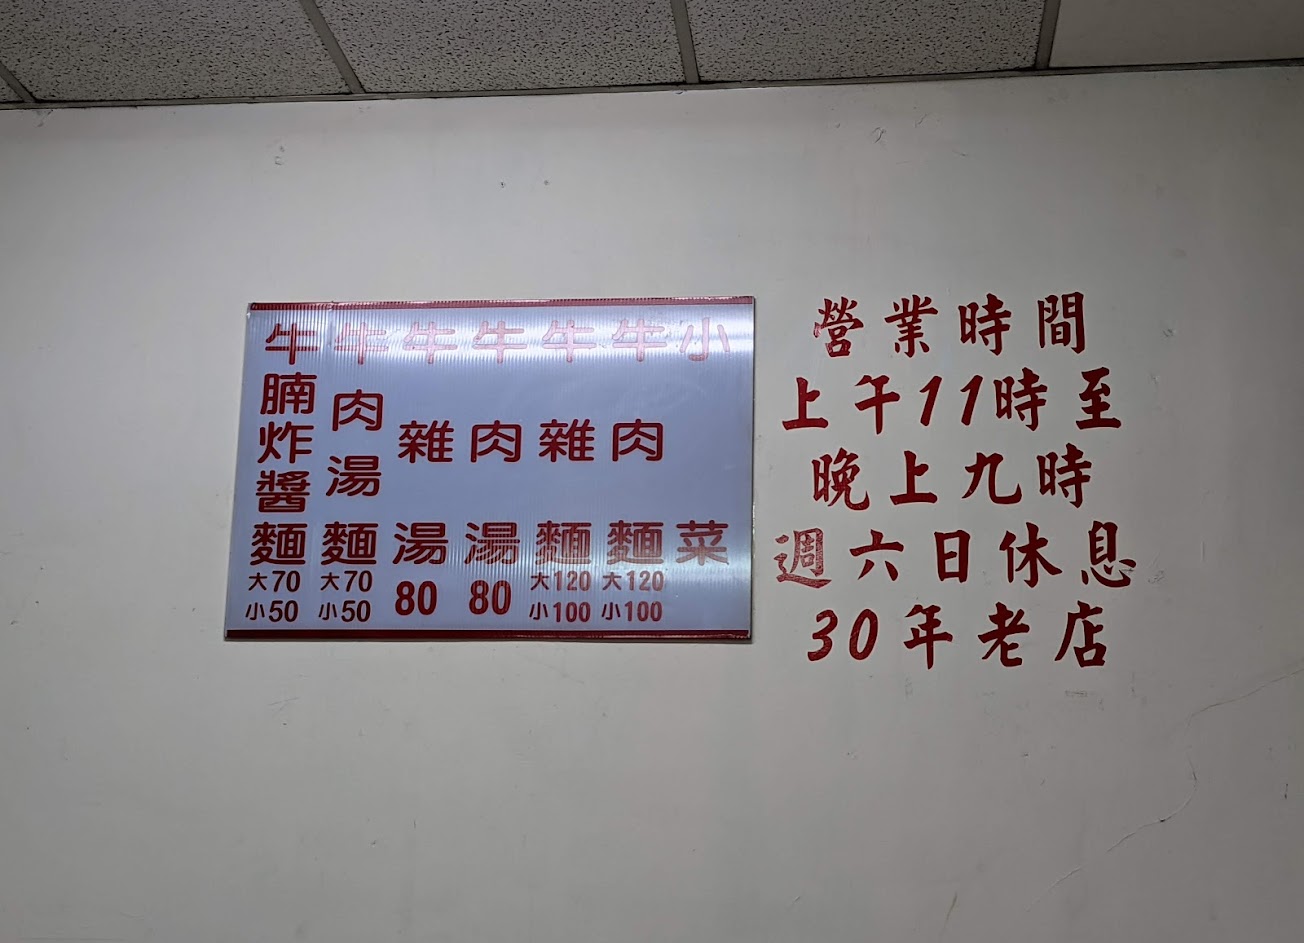 小菜
牛肉麵
大120
小100
牛雜麵
大120
小100
牛肉湯
80
牛雜湯
80
牛肉湯麵
大70
小50
牛腩炸醬麵
大70
小50
營業時間
上午11時至
晚上九時
週六日休息
30年老店